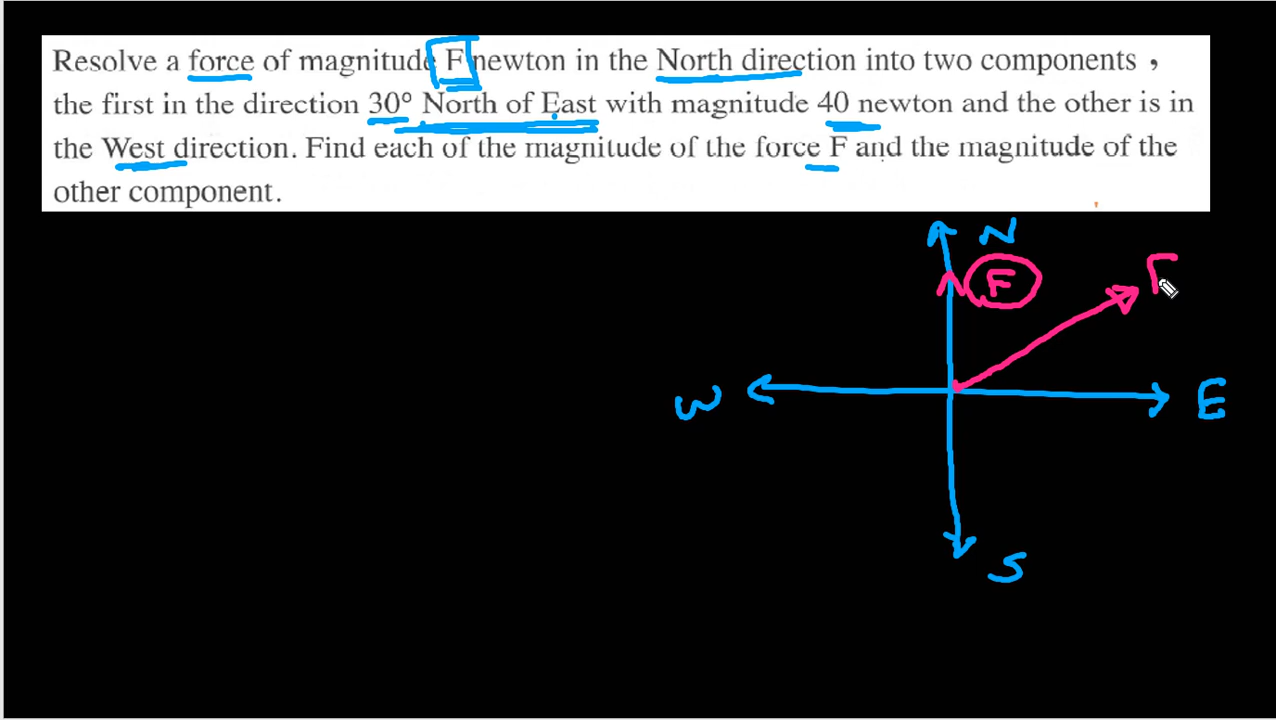 Resolve a force of magnitude F newton in the North direction into two components ,
the first in the direction 30° North of East with magnitude 40 newton and the other is in
the West direction. Find each of the magnitude of the force F and the magnitude of the
other component.
N
F
W
E
S